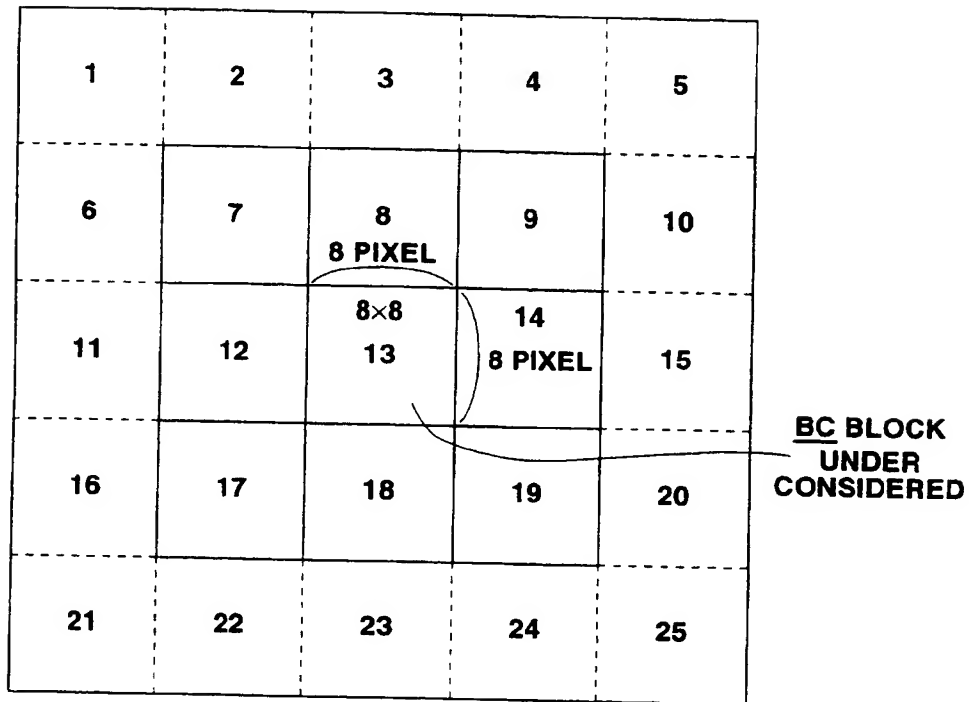 1 2 3 4 5
6 7 8 9 10
8 PIXEL
8×8 14
11 12 13 8 PIXEL 15
BC BLOCK
UNDER
CONSIDERED
16 17 18 19 20
21 22 23 24 25